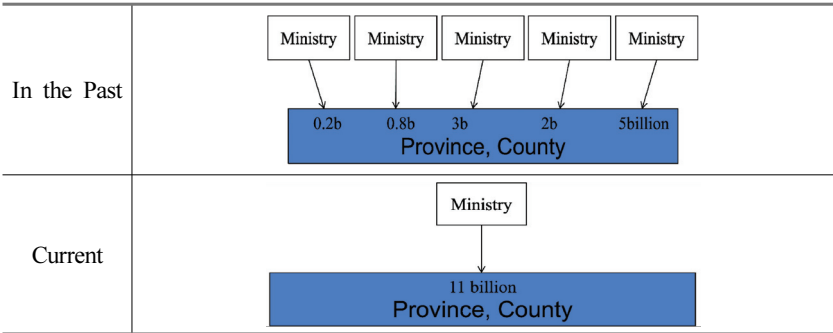 In the Past
Ministry Ministry Ministry Ministry Ministry
0.2b 0.8b 3b 2b 5billion
Province, County
Current
Ministry
11 billion
Province, County